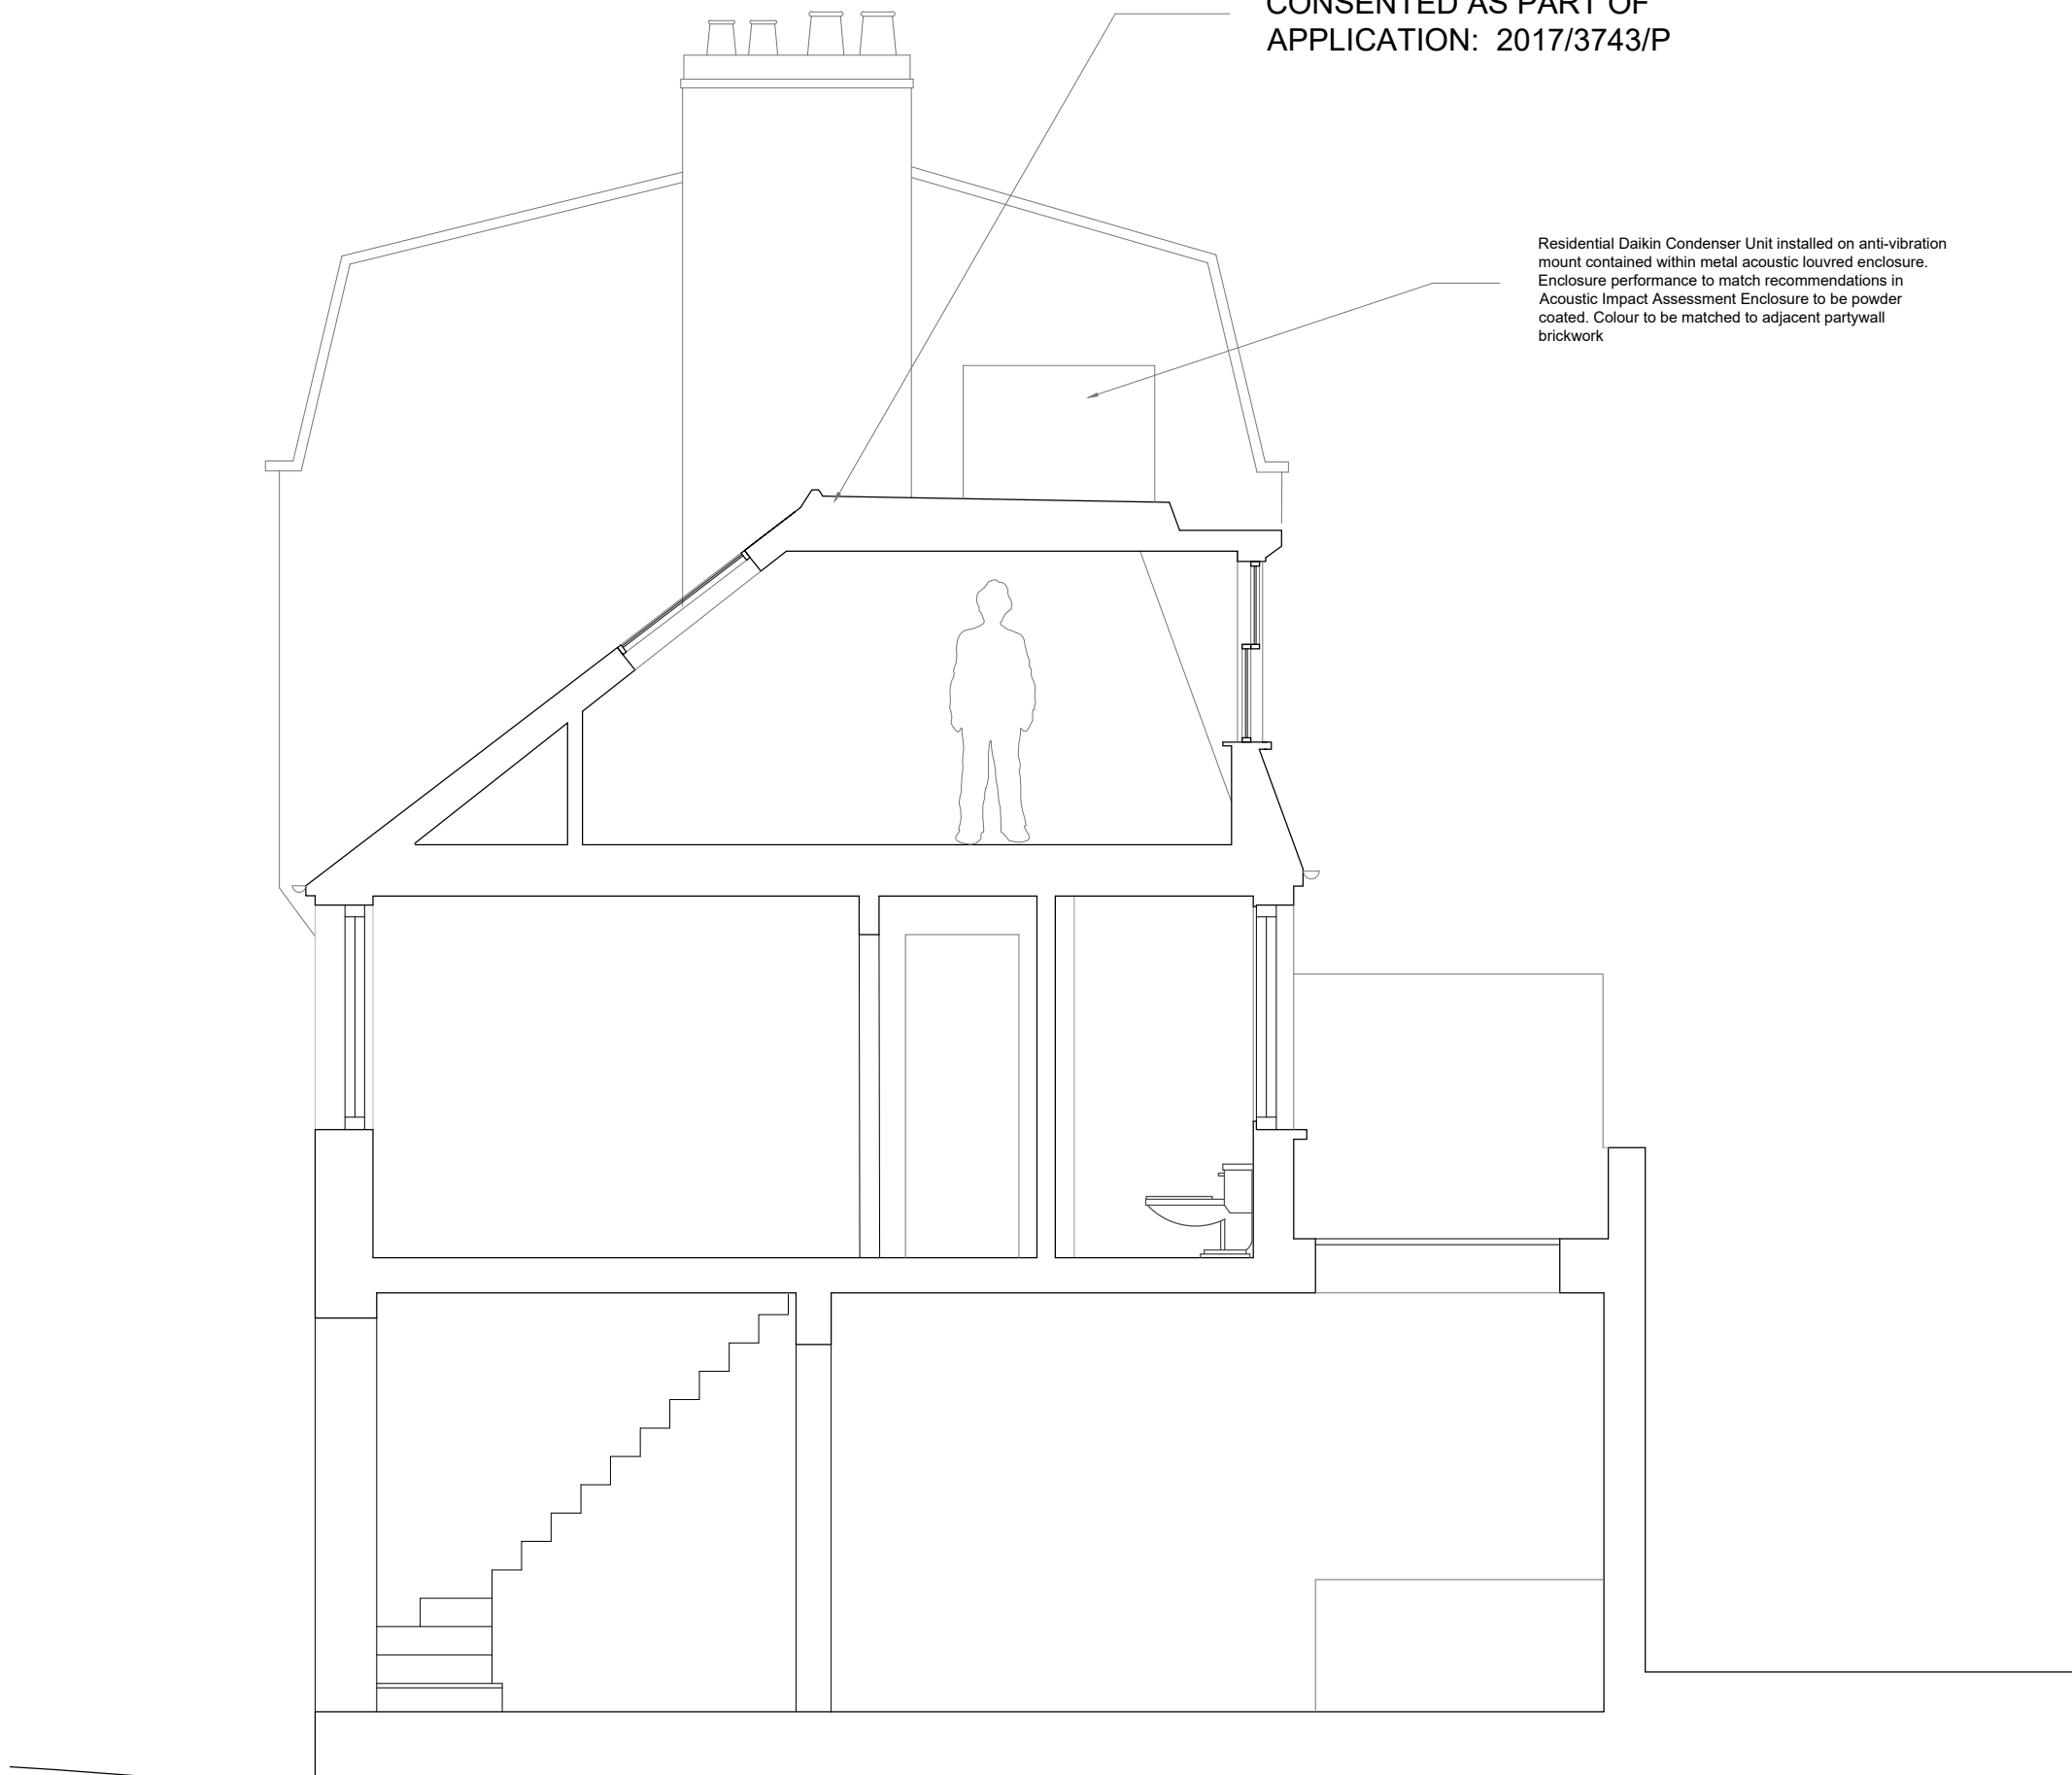 CONSENTED AS PART OF
APPLICATION: 2017/3743/P
Residential Daikin Condenser Unit installed on anti-vibration
mount contained within metal acoustic louvred enclosure.
Enclosure performance to match recommendations in
Acoustic Impact Assessment Enclosure to be powder
coated. Colour to be matched to adjacent partywall
brickwork